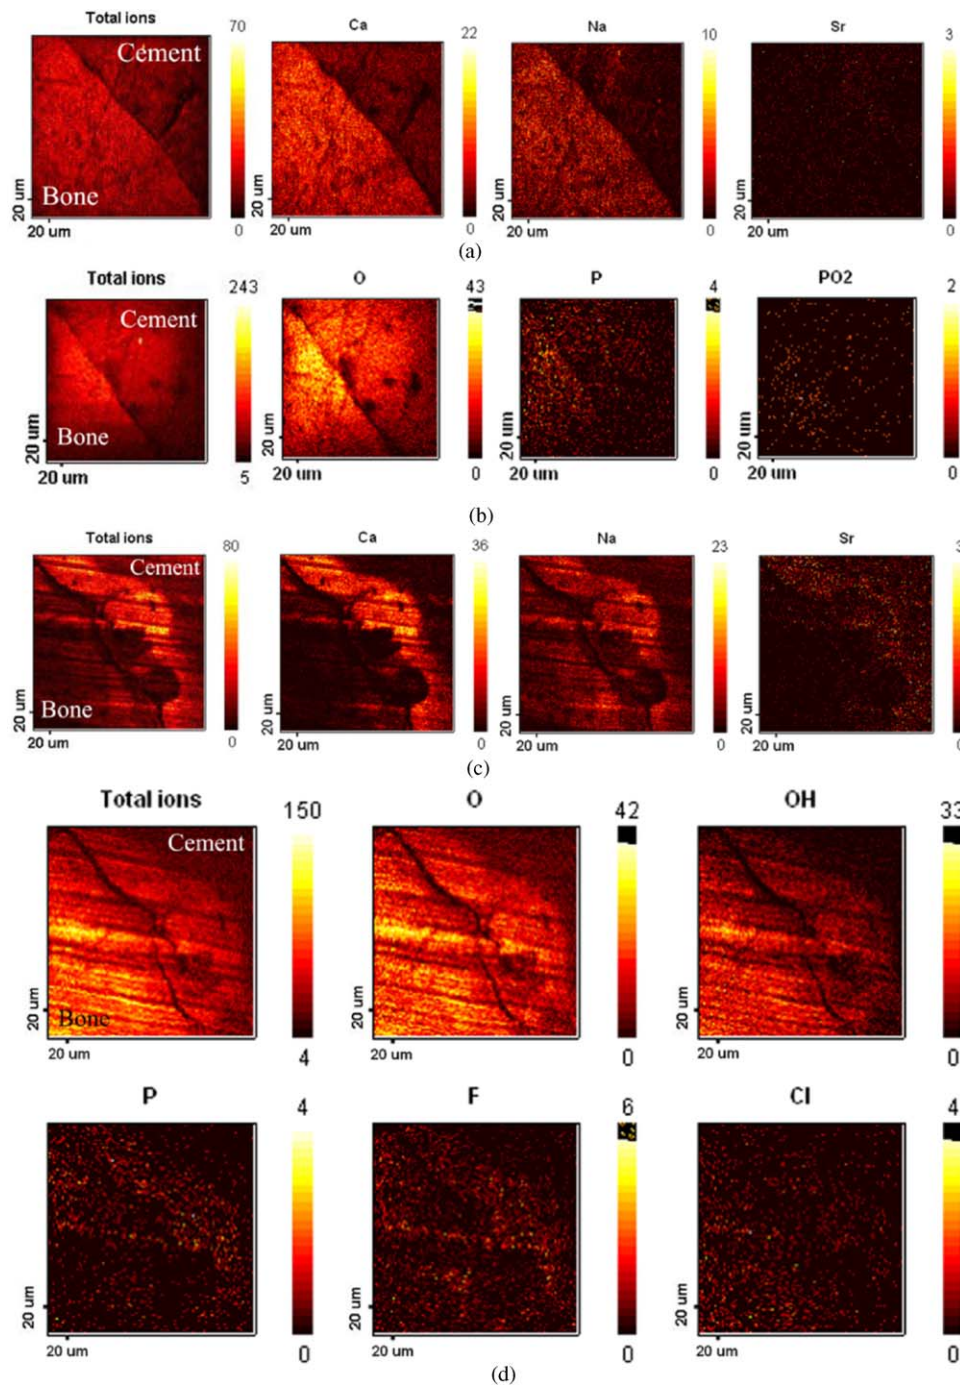 Total ions Ca Na Sr
70 22 10 3
Cement
Bone
20 um 20 um 20 um 20 um
0 0 0 0
20 um 20 um 20 um 20 um
(a)
Total ions O P PO2
243 43 4 2
Cement
Bone
20 um 20 um 20 um 20 um
5 0 0 0
20 um 20 um 20 um 20 um
(b)
Total ions Ca Na Sr
80 36 23 3
Cement
Bone
20 um 20 um 20 um 20 um
0 0 0 0
20 um 20 um 20 um 20 um
(c)
Total ions O OH
150 42 33
Cement
Bone
20 um 20 um 20 um
4 0 0
20 um 20 um 20 um
P F Cl
4 6 4
20 um 20 um 20 um
0 0 0
20 um 20 um 20 um
(d)